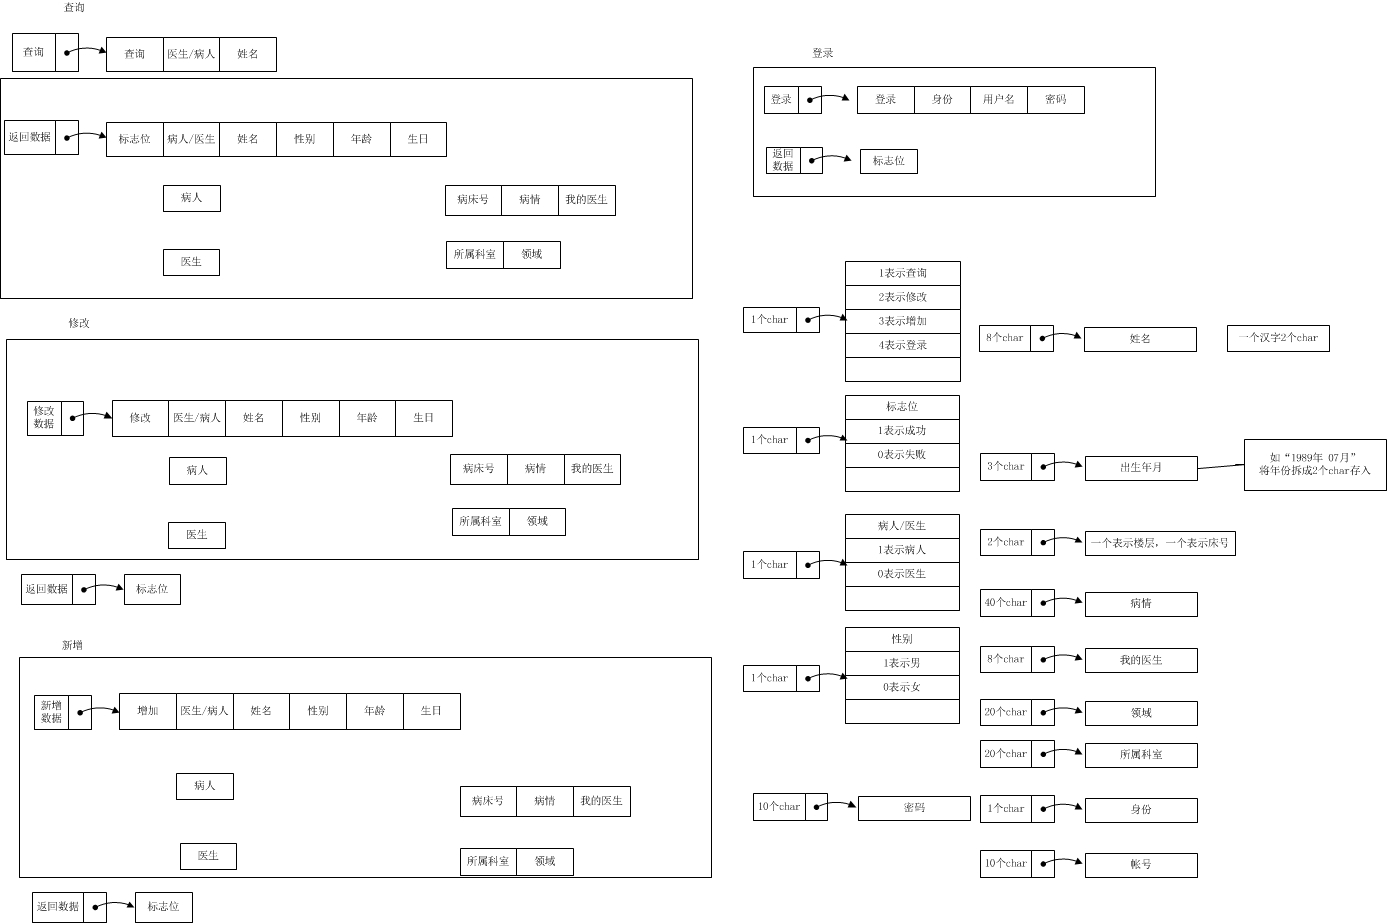 查询
查询
查询
医生/病人
姓名
返回数据
标志位
病人/医生
姓名
性别
年龄
生日
病人
病床号
病情
我的医生
医生
所属科室
领域
修改
修改
数据
修改
医生/病人
姓名
性别
年龄
生日
病人
病床号
病情
我的医生
医生
所属科室
领域
返回数据
标志位
新增
新增
数据
增加
医生/病人
姓名
性别
年龄
生日
病人
病床号
病情
我的医生
医生
所属科室
领域
返回数据
标志位
登录
登录
登录
身份
用户名
密码
返回
数据
标志位
1个char
1表示查询
2表示修改
3表示增加
4表示登录
8个char
姓名
一个汉字2个char
1个char
标志位
1表示成功
0表示失败
3个char
出生年月
如“1989年 07月”
将年份拆成2个char存入
1个char
病人/医生
1表示病人
0表示医生
2个char
一个表示楼层，一个表示床号
40个char
病情
1个char
性别
1表示男
0表示女
8个char
我的医生
20个char
领域
20个char
所属科室
10个char
密码
1个char
身份
10个char
帐号